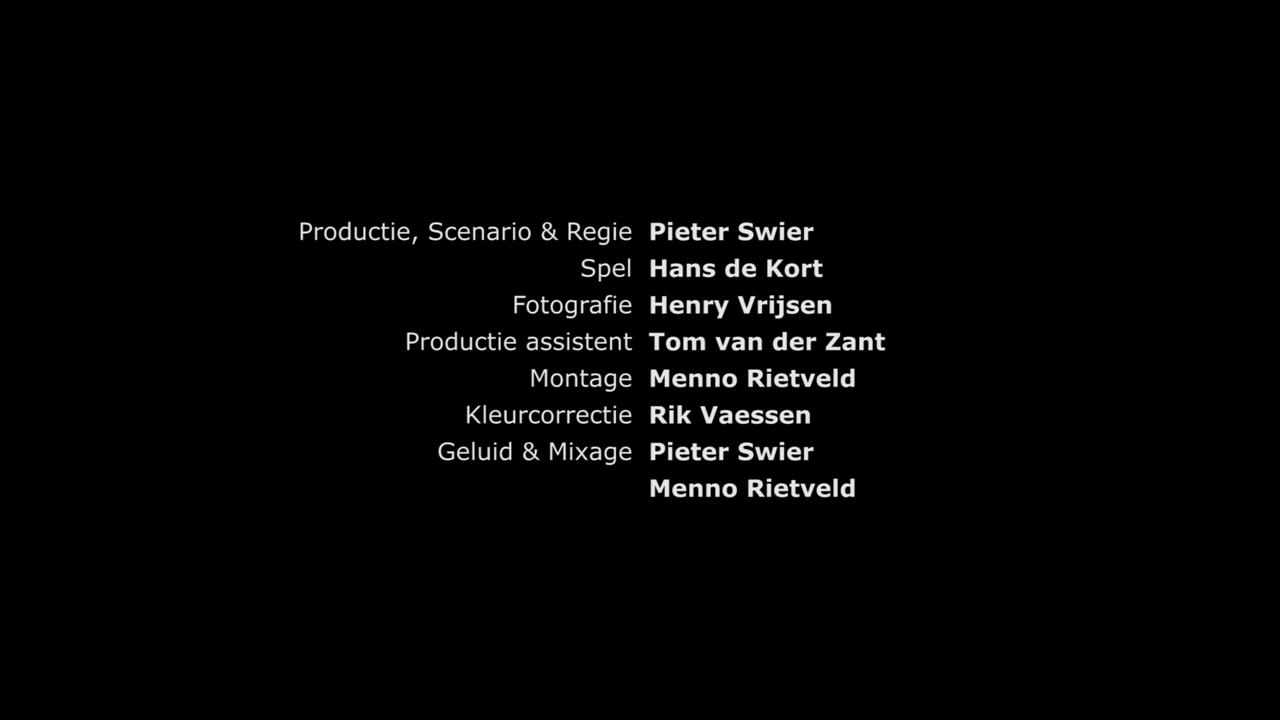 Productie, Scenario & Regie Pieter Swier
Spel Hans de Kort
Fotografie Henry Vrijsen
Productie assistent Tom van der Zant
Montage Menno Rietveld
Kleurcorrectie Rik Vaessen
Geluid & Mixage Pieter Swier
Menno Rietveld